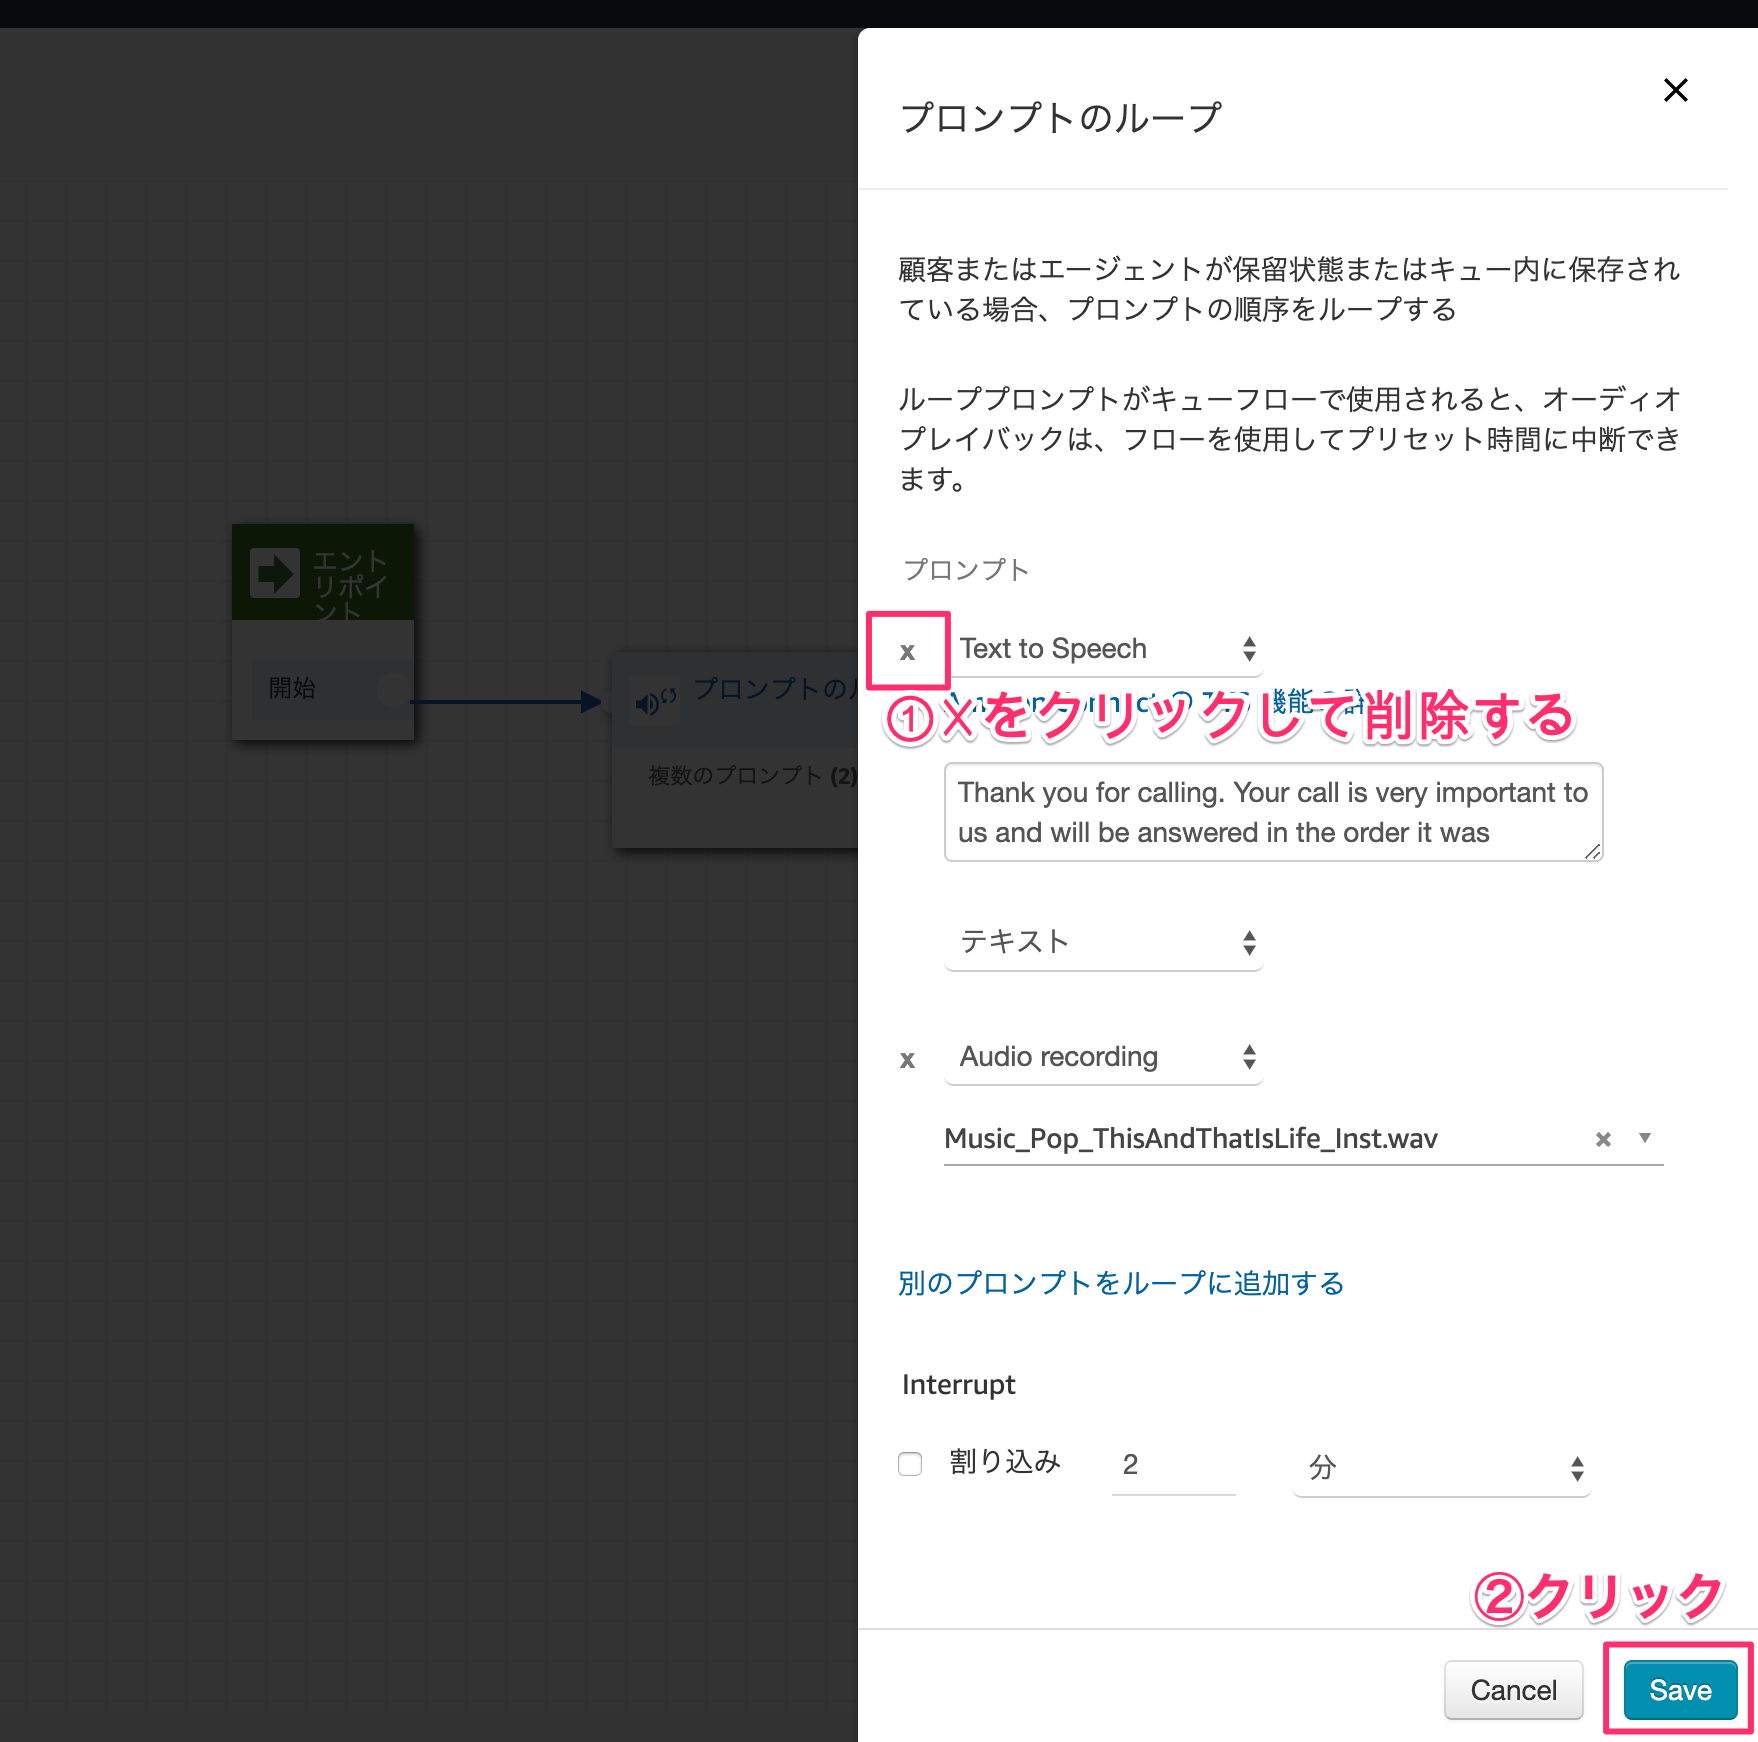 プロンプトのループ
顧客またはエージェントが保留状態またはキュー内に保存され
ている場合、プロンプトの順序をループする
ループプロンプトがキューフローで使用されると、オーディオ
プレイバックは、フローを使用してプリセット時間に中断でき
ます。
プロンプト
x Text to Speech
①Xをクリックして削除する
Thank you for calling. Your call is very important to
us and will be answered in the order it was
テキスト
x Audio recording
Music_Pop_ThisAndThatIsLife_Inst.wav
別のプロンプトをループに追加する
Interrupt
割り込み 2 分
②クリック
Cancel Save
エント
リポイ
ント
開始
プロンプトの
複数のプロンプト (2)